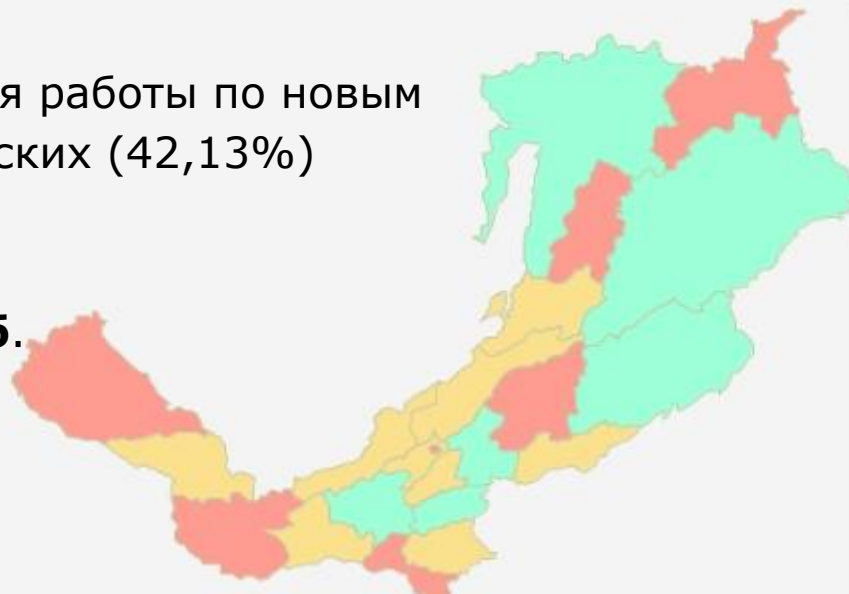 я работы по новым
ских (42,13%)
5.